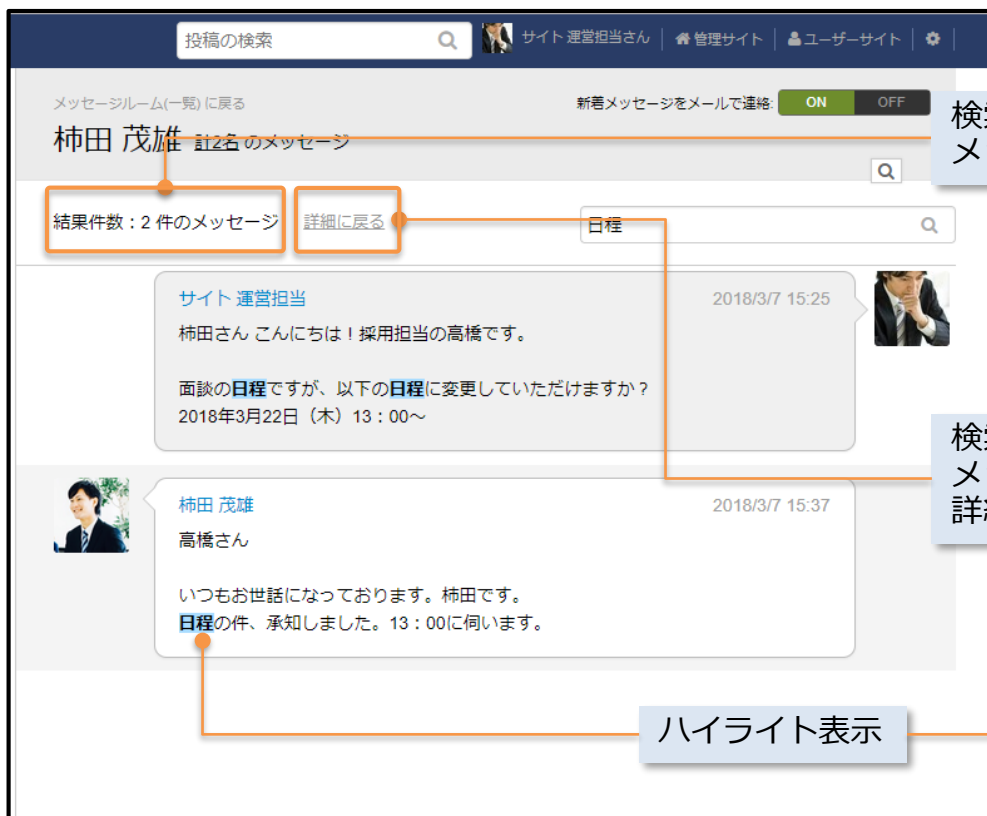 投稿の検索
サイト 運営担当さん
管理サイト
ユーザーサイト
メッセージルーム(一覧) に戻る
新着メッセージをメールで連絡:
ON
OFF
柿田 茂雄 計2名 のメッセージ
検
メ
結果件数：2 件のメッセージ
詳細に戻る
日程
サイト 運営担当
2018/3/7 15:25
柿田さん こんにちは！採用担当の高橋です。
面談の日程ですが、以下の日程に変更していただけますか？
2018年3月22日（木）13：00～
検
メ
詳
柿田 茂雄
2018/3/7 15:37
高橋さん
いつもお世話になっております。柿田です。
日程の件、承知しました。13：00に伺います。
ハイライト表示